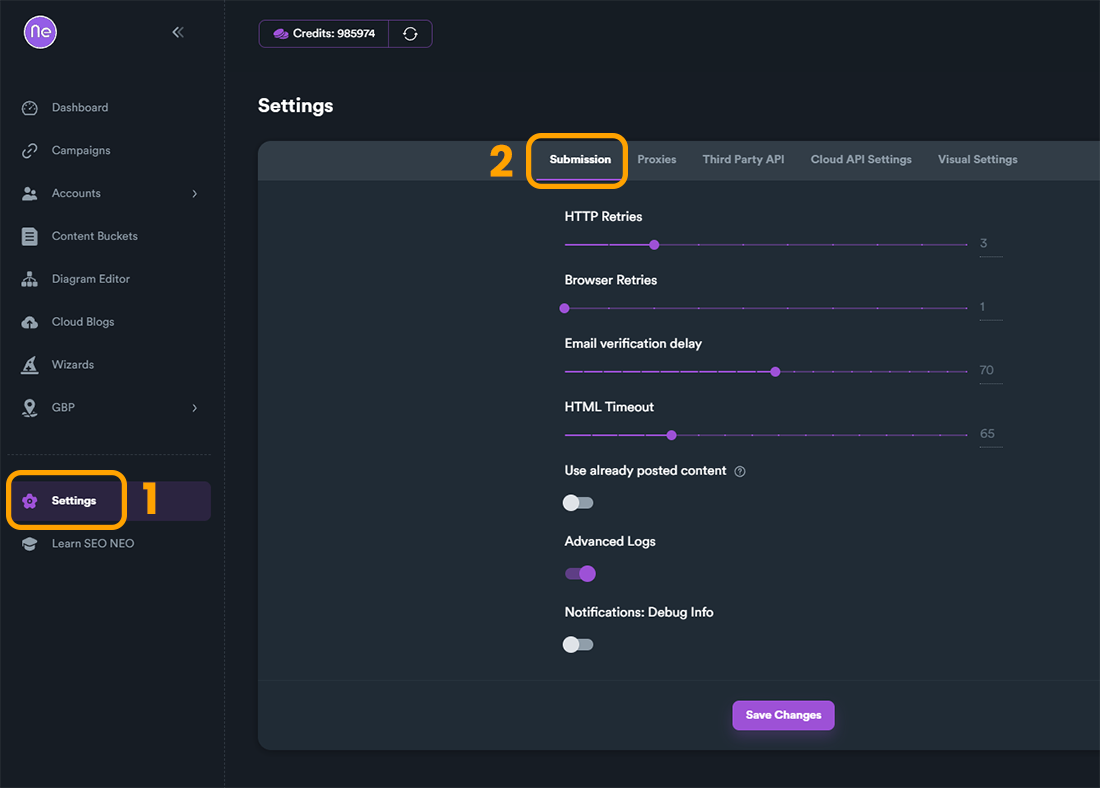 Ne
Credits: 985974
Dashboard
Campaigns
Accounts
Content Buckets
Diagram Editor
Cloud Blogs
Wizards
GBP
Settings
1
Learn SEO NEO
Settings
2
Submission
Proxies
Third Party API
Cloud API Settings
Visual Settings
HTTP Retries
3
Browser Retries
1
Email verification delay
70
HTML Timeout
65
Use already posted content
Advanced Logs
Notifications: Debug Info
Save Changes